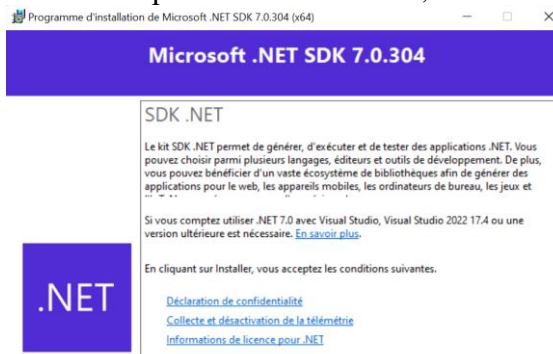 Programme d'installation de Microsoft .NET SDK 7.0.304 (x64)
Microsoft .NET SDK 7.0.304
SDK .NET
Le kit SDK .NET permet de générer, d'exécuter et de tester des applications .NET. Vous
pouvez choisir parmi plusieurs langages, éditeurs et outils de développement. De plus,
vous pouvez bénéficier d'un vaste écosystème de bibliothèques afin de générer des
applications pour le web, les appareils mobiles, les ordinateurs de bureau, les jeux et
Si vous comptez utiliser .NET 7.0 avec Visual Studio, Visual Studio 2022 17.4 ou une
version ultérieure est nécessaire. En savoir plus.
En cliquant sur Installer, vous acceptez les conditions suivantes.
.NET
Déclaration de confidentialité
Collecte et désactivation de la télémétrie
Informations de licence pour .NET